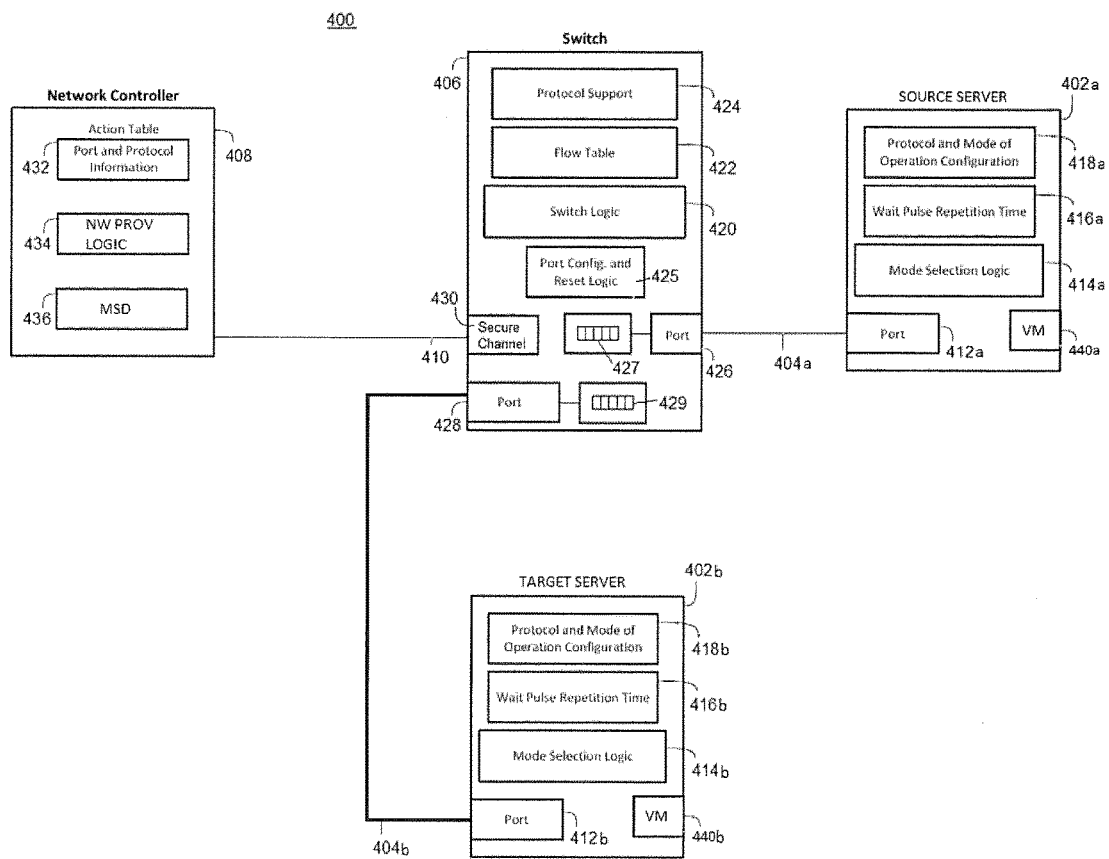 400
Network Controller
408
Action Table
432
Port and Protocol
Information
434
NW PROV
LOGIC
436
MSD
410
Switch
406
Protocol Support
424
Flow Table
422
Switch Logic
420
Port Config. and
Reset Logic
425
430
Secure
Channel
427
Port
426
428
Port
429
404a
SOURCE SERVER
402a
Protocol and Mode of
Operation Configuration
418a
Wait Pulse Repetition Time
416a
Mode Selection Logic
414a
Port
412a
VM
440a
TARGET SERVER
402b
Protocol and Mode of
Operation Configuration
418b
Wait Pulse Repetition Time
416b
Mode Selection Logic
414b
Port
412b
VM
440b
404b